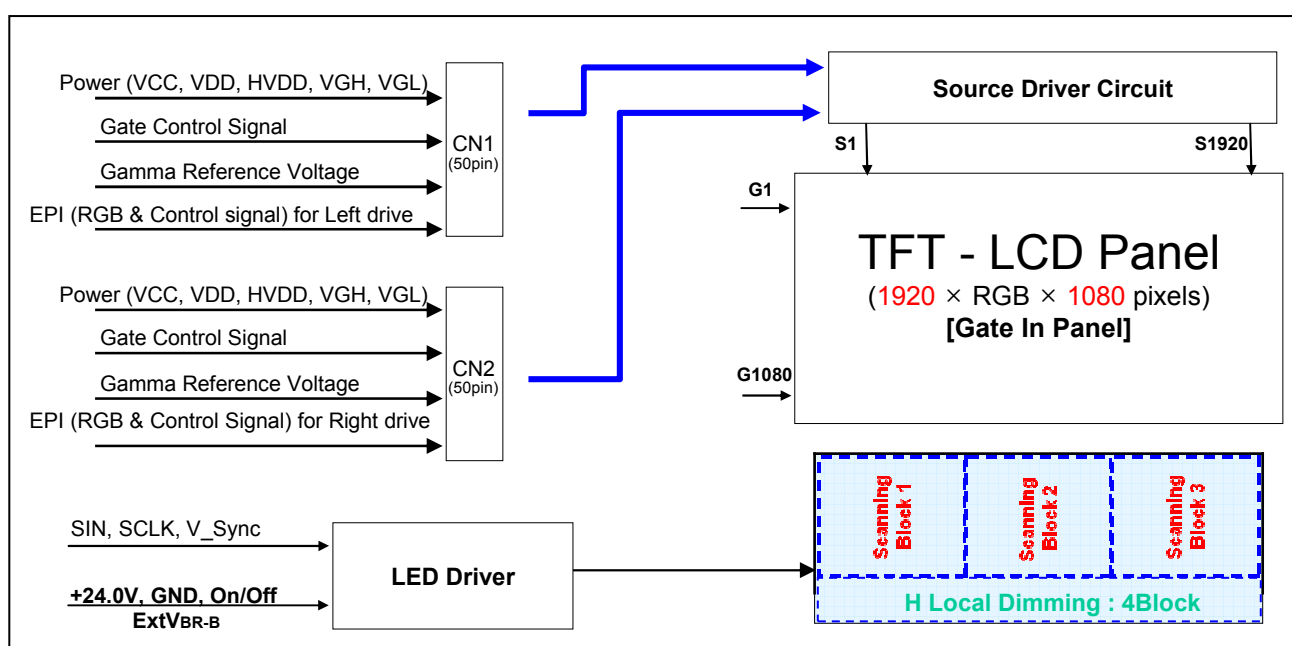 Power (VCC, VDD, HVDD, VGH, VGL)
Gate Control Signal
Gamma Reference Voltage
EPI (RGB & Control signal) for Left drive
CN1
(50pin)
Source Driver Circuit
S1
S1920
G1
TFT - LCD Panel
(1920 × RGB × 1080 pixels)
[Gate In Panel]
G1080
Power (VCC, VDD, HVDD, VGH, VGL)
Gate Control Signal
Gamma Reference Voltage
EPI (RGB & Control Signal) for Right drive
CN2
(50pin)
SIN, SCLK, V_Sync
+24.0V, GND, On/Off
ExtVBR-B
LED Driver
Scanning
Block 1
Scanning
Block 2
Scanning
Block 3
H Local Dimming : 4Block